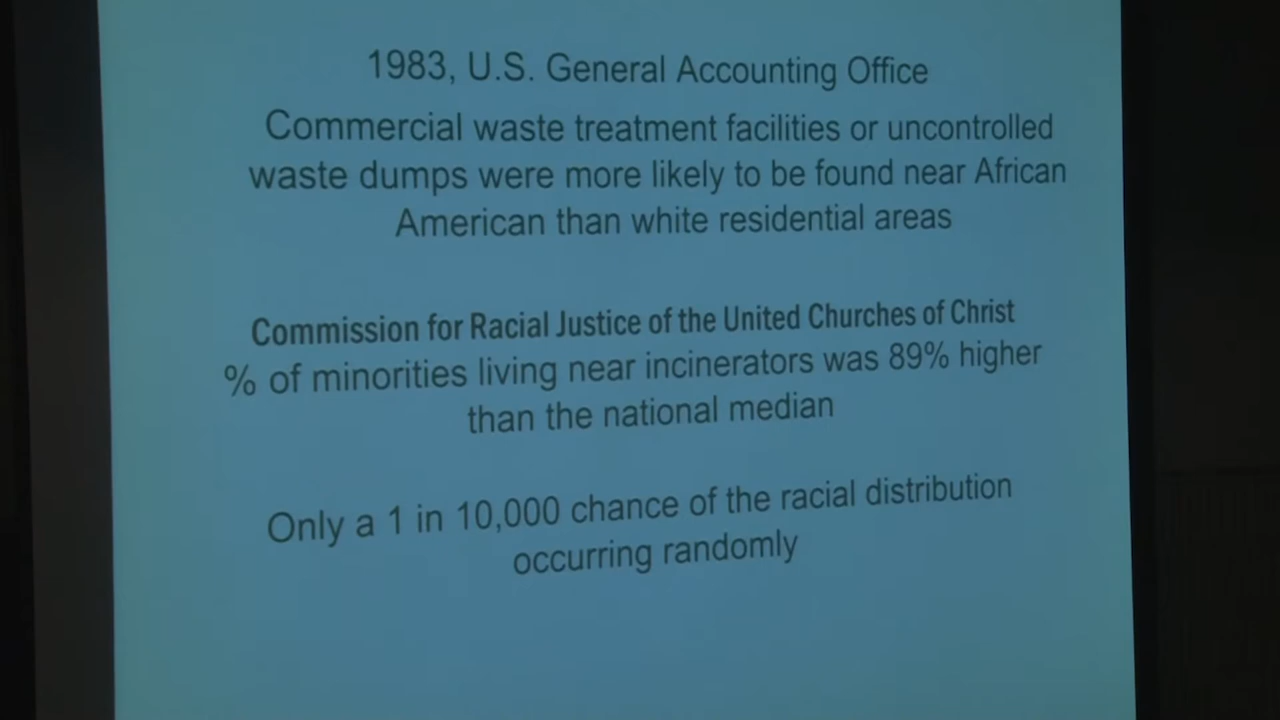 1983, U.S. General Accounting Office
Commercial waste treatment facilities or uncontrolled
waste dumps were more likely to be found near African
American than white residential areas
Commission for Racial Justice of the United Churches of Christ
% of minorities living near incinerators was 89% higher
than the national median
Only a 1 in 10,000 chance of the racial distribution
occurring randomly